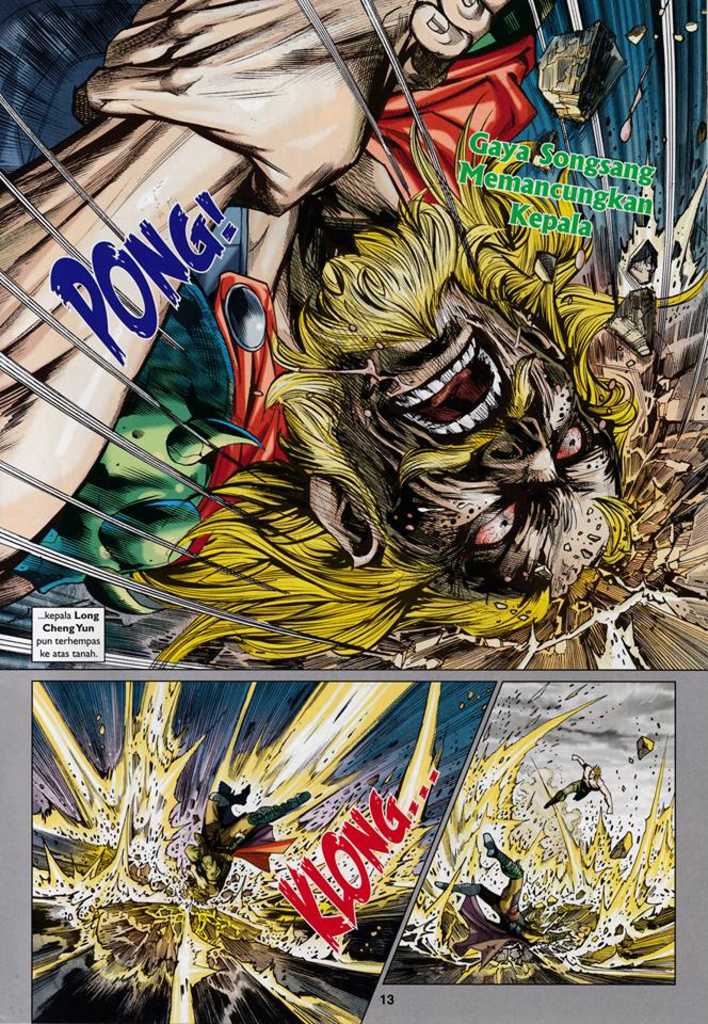 Gaya Songsang
Memancungkan
Kepala
PONG!
...kepala Long
Cheng Yun
pun terhempas
ke atas tanah.
KLONG...
13